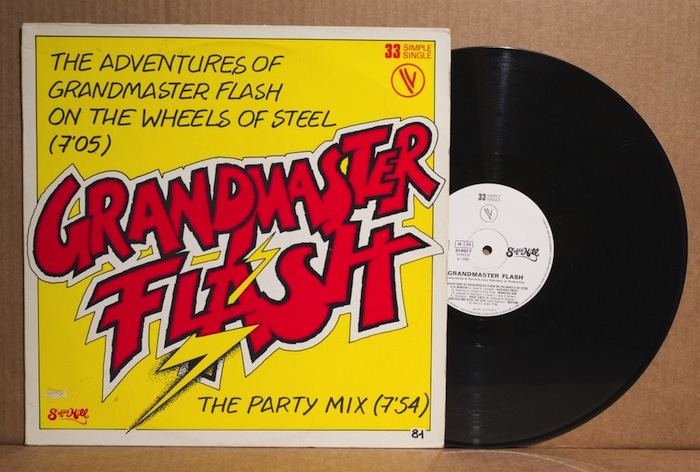 THE ADVENTURES OF
GRANDMASTER FLASH
ON THE WHEELS OF STEEL
(7'05)
33 SIMPLE
SINGLE
V
GRANDMASTER
FLASH
THE PARTY MIX (7'54)
Sugar Hill
81
33 SIMPLE
SINGLE
V
310017
Sugar Hill
GRANDMASTER FLASH